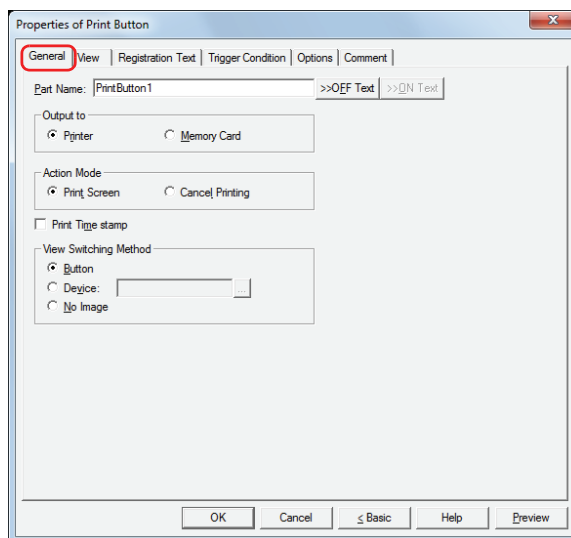 Properties of Print Button
General View Registration Text Trigger Condition Options Comment
Part Name: PrintButton1 >>OFF Text >>ON Text
Output to
Printer Memory Card
Action Mode
Print Screen Cancel Printing
Print Time stamp
View Switching Method
Button
Device: ...
No Image
OK Cancel < Basic Help Preview